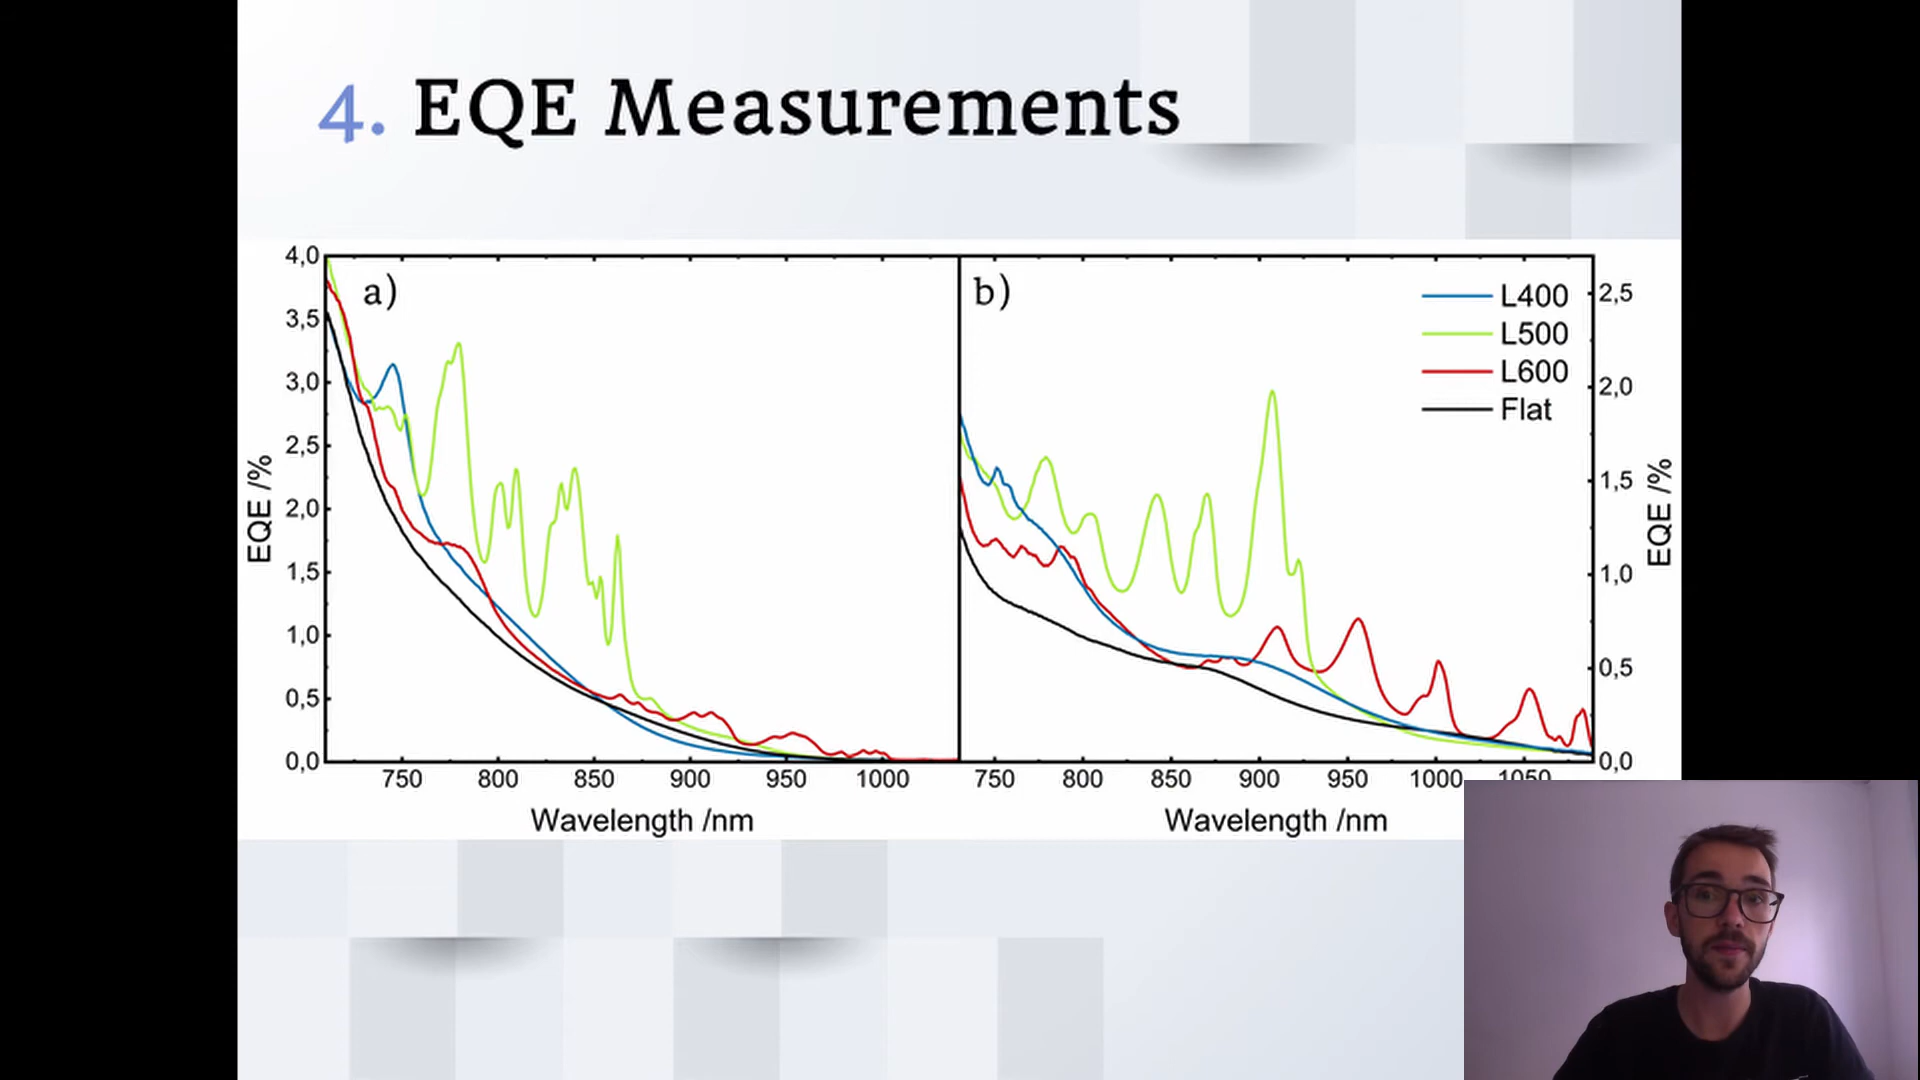 4. EQE Measurements
a)
b)
L400
L500
L600
Flat
4,0
3,5
3,0
2,5
2,0
1,5
1,0
0,5
0,0
EQE /%
2,5
2,0
1,5
1,0
0,5
0,0
EQE /%
750 800 850 900 950 1000
750 800 850 900 950 1000 1050
Wavelength /nm
Wavelength /nm